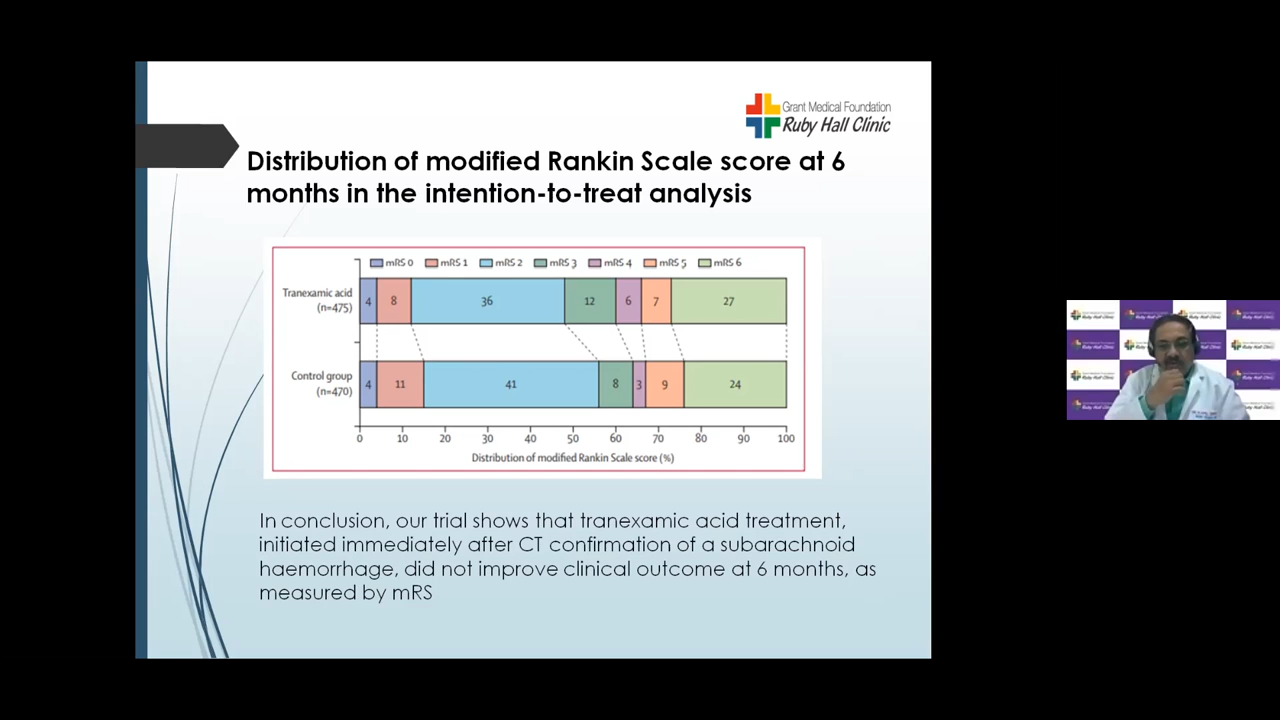 Grant Medical Foundation
Ruby Hall Clinic
Distribution of modified Rankin Scale score at 6
months in the intention-to-treat analysis
mRS 0 mRS 1 mRS 2 mRS 3 mRS 4 mRS 5 mRS 6
Tranexamic acid
(n=475)
4 8 36 12 6 7 27
Control group
(n=470)
4 11 41 8 3 9 24
0 10 20 30 40 50 60 70 80 90 100
Distribution of modified Rankin Scale score (%)
In conclusion, our trial shows that tranexamic acid treatment,
initiated immediately after CT confirmation of a subarachnoid
haemorrhage, did not improve clinical outcome at 6 months, as
measured by mRS